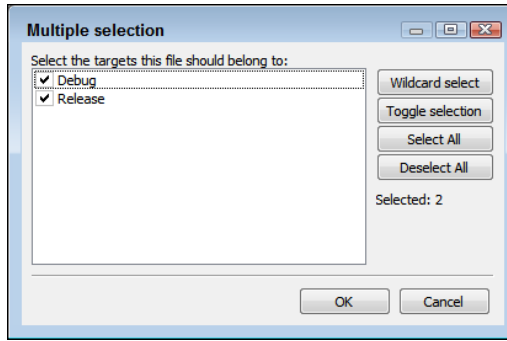 Multiple selection
Select the targets this file should belong to:
Debug
Release
Wildcard select
Toggle selection
Select All
Deselect All
Selected: 2
OK
Cancel